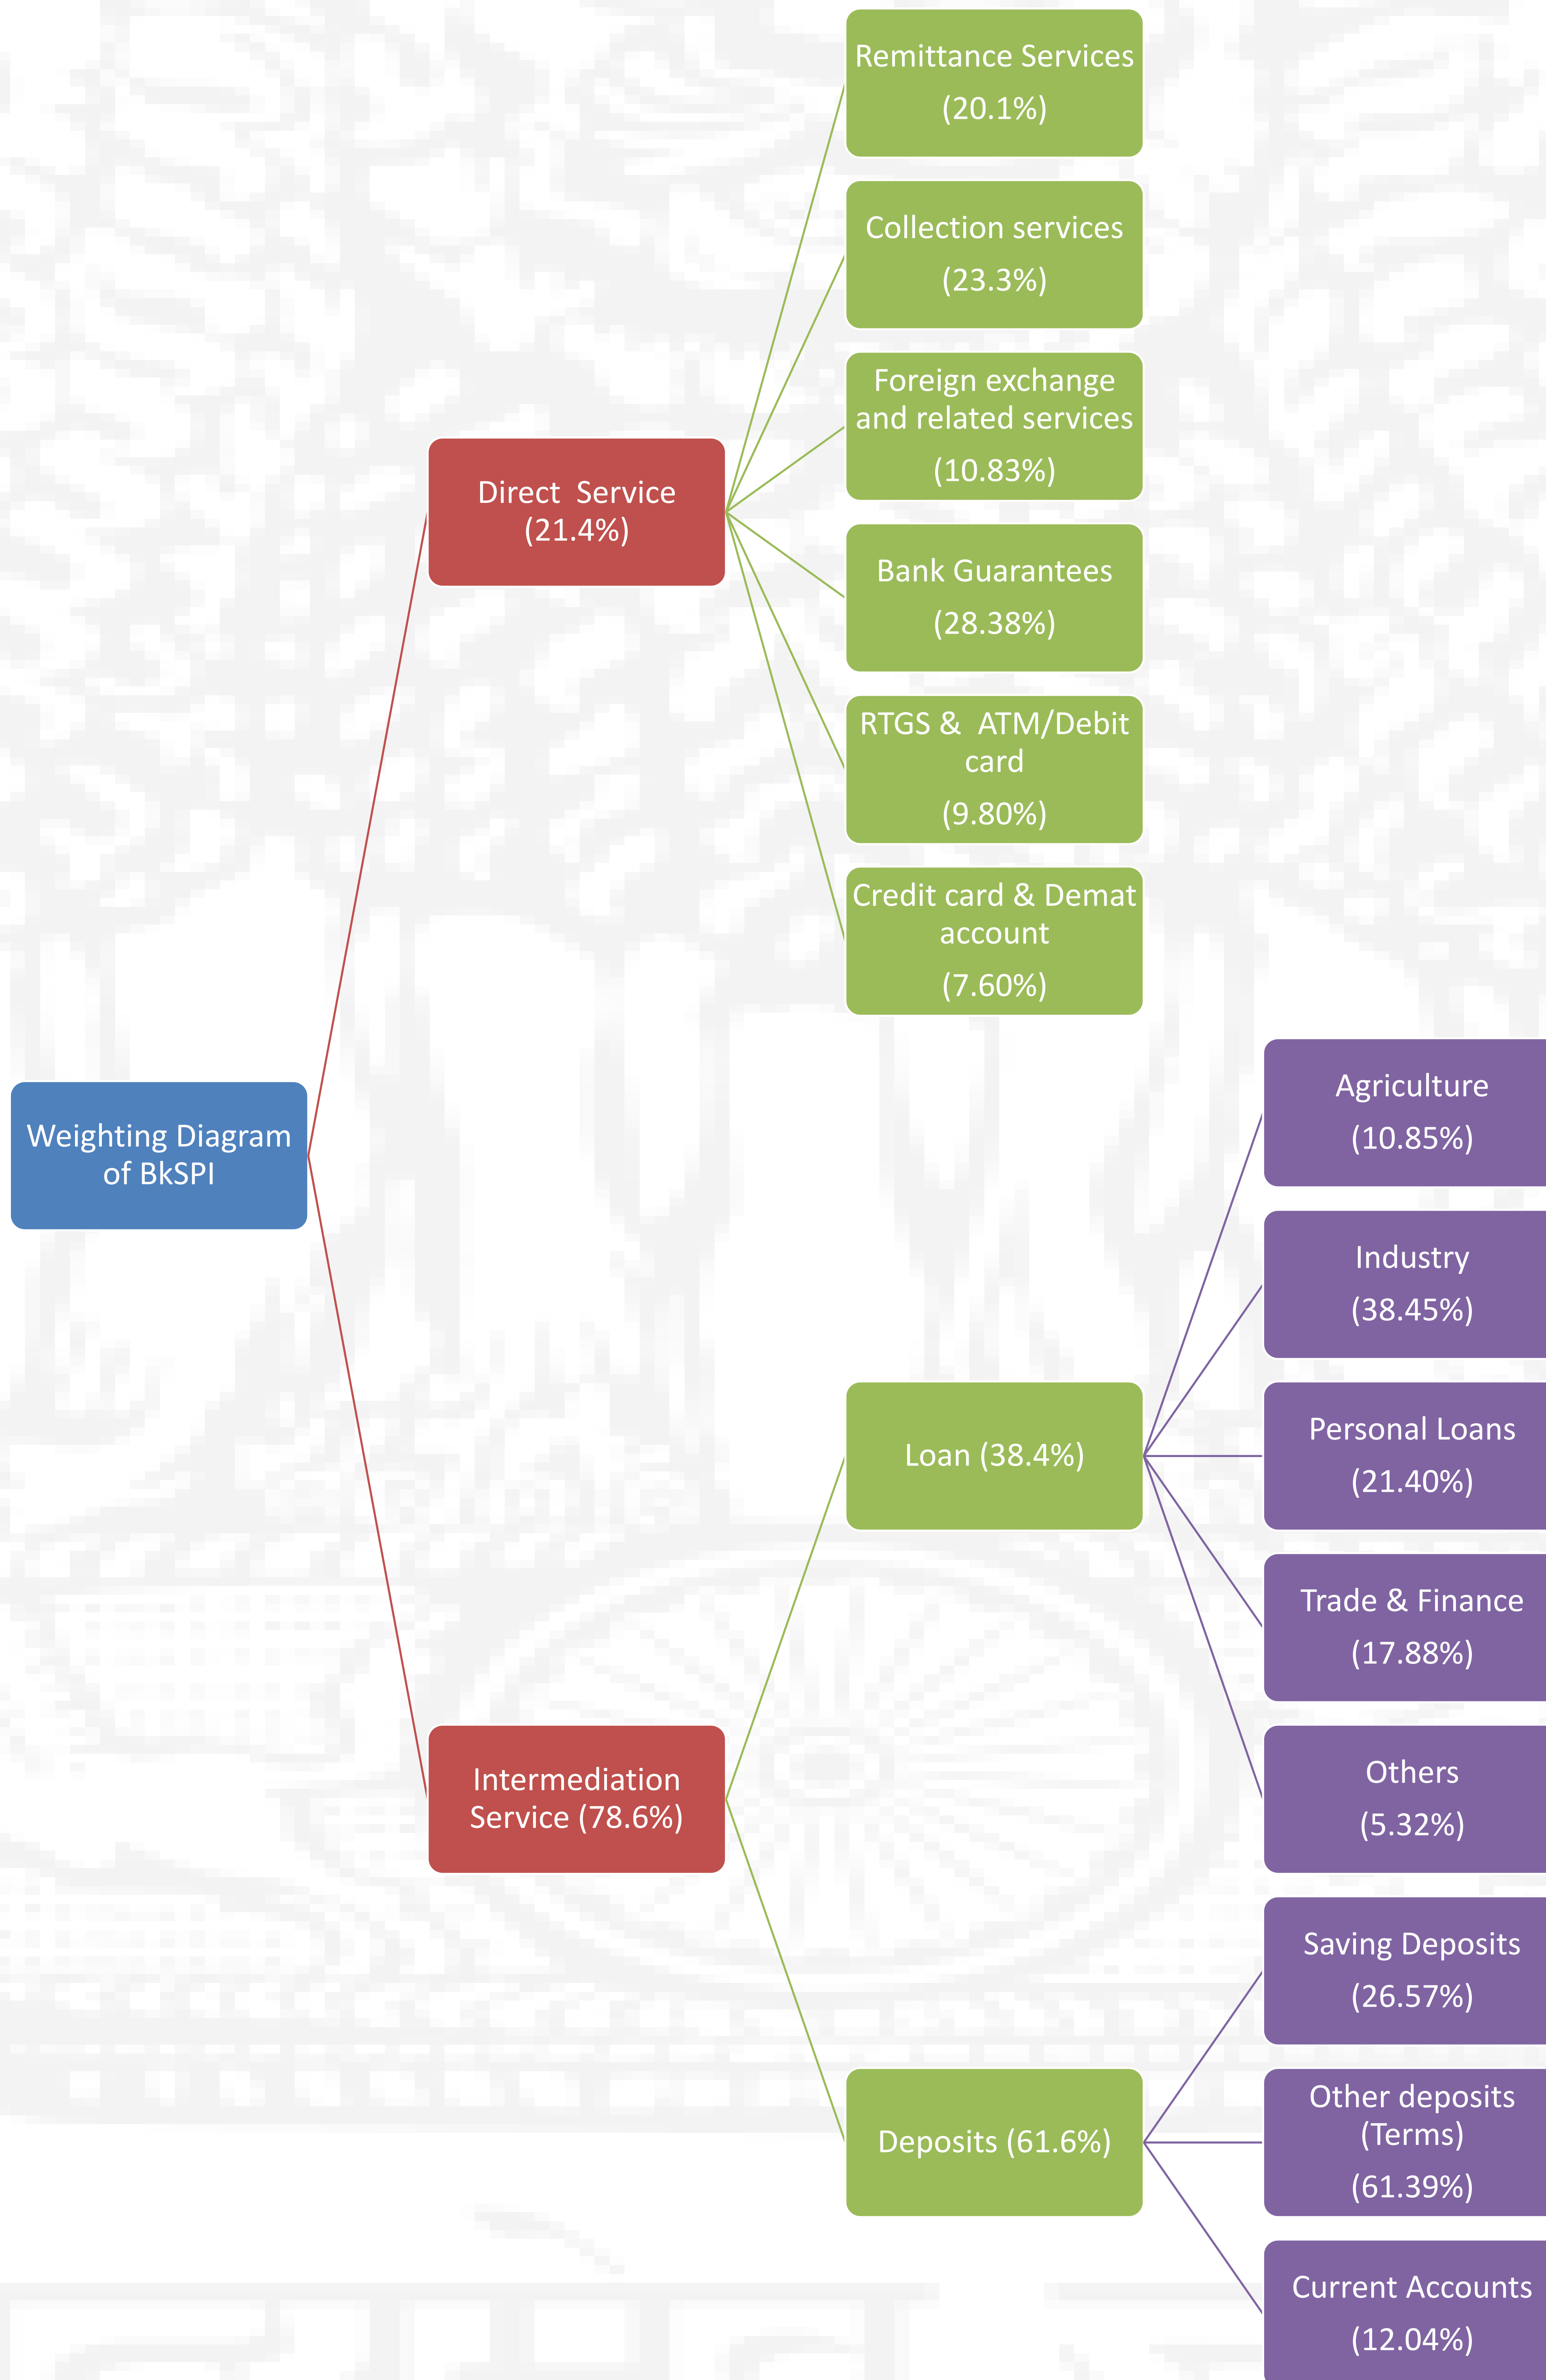 Remittance Services
(20.1%)
Collection services
(23.3%)
Foreign exchange
and related services
(10.83%)
Direct  Service
(21.4%)
Bank Guarantees
(28.38%)
RTGS &  ATM/Debit
card
(9.80%)
Credit card & Demat
account
(7.60%)
Weighting Diagram
of BkSPI
Agriculture
(10.85%)
Industry
(38.45%)
Loan (38.4%)
Personal Loans
(21.40%)
Trade & Finance
(17.88%)
Others
(5.32%)
Intermediation
Service (78.6%)
Saving Deposits
(26.57%)
Deposits (61.6%)
Other deposits
(Terms)
(61.39%)
Current Accounts
(12.04%)